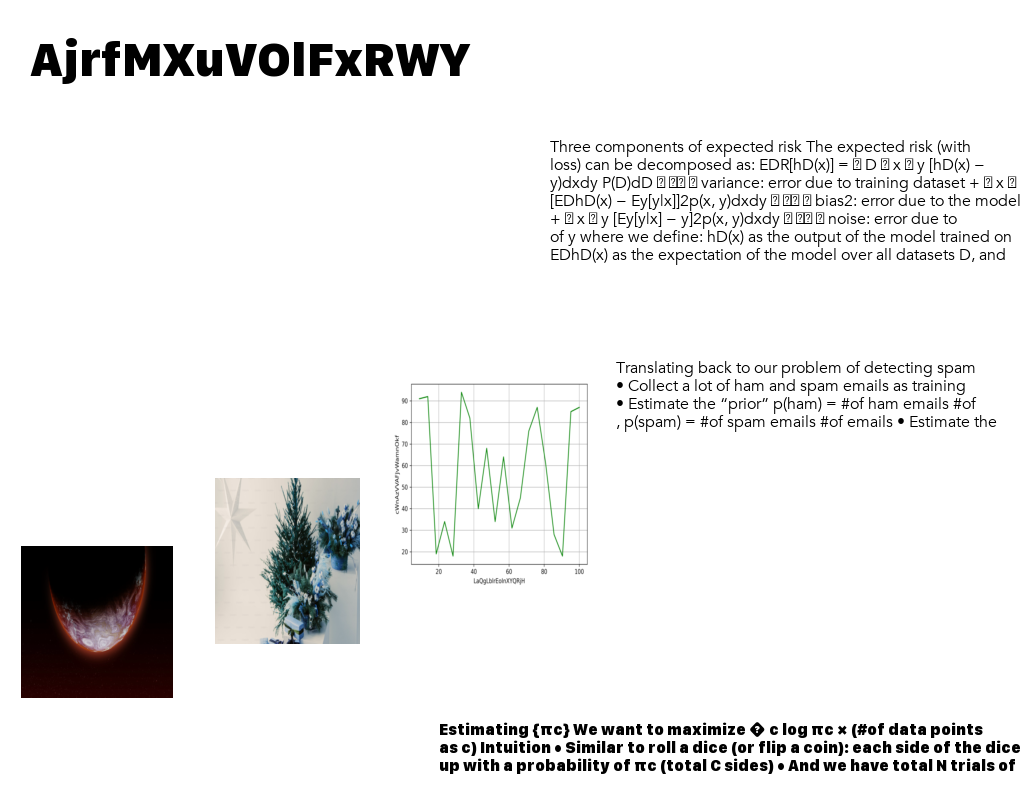 AjrfMXuVOlFxRWY
Three components of expected risk The expected risk (with
loss) can be decomposed as: EDR[hD(x)] = D x y [hD(x) −
y)dxdy P(D)dD variance: error due to training dataset + x
[EDhD(x) − Ey[y|x]]2p(x, y)dxdy bias2: error due to the model
+ x y [Ey[y|x] − y]2p(x, y)dxdy noise: error due to
of y where we define: hD(x) as the output of the model trained on
EDhD(x) as the expectation of the model over all datasets D, and
Translating back to our problem of detecting spam
• Collect a lot of ham and spam emails as training
• Estimate the “prior” p(ham) = #of ham emails #of
, p(spam) = #of spam emails #of emails • Estimate the
90
80
70
60
50
40
30
20
20 40 60 80 100
LaQgLbIrEoInXYQRjH
Estimating {πc} We want to maximize � c log πc × (#of data points
as c) Intuition • Similar to roll a dice (or flip a coin): each side of the dice
up with a probability of πc (total C sides) • And we have total N trials of